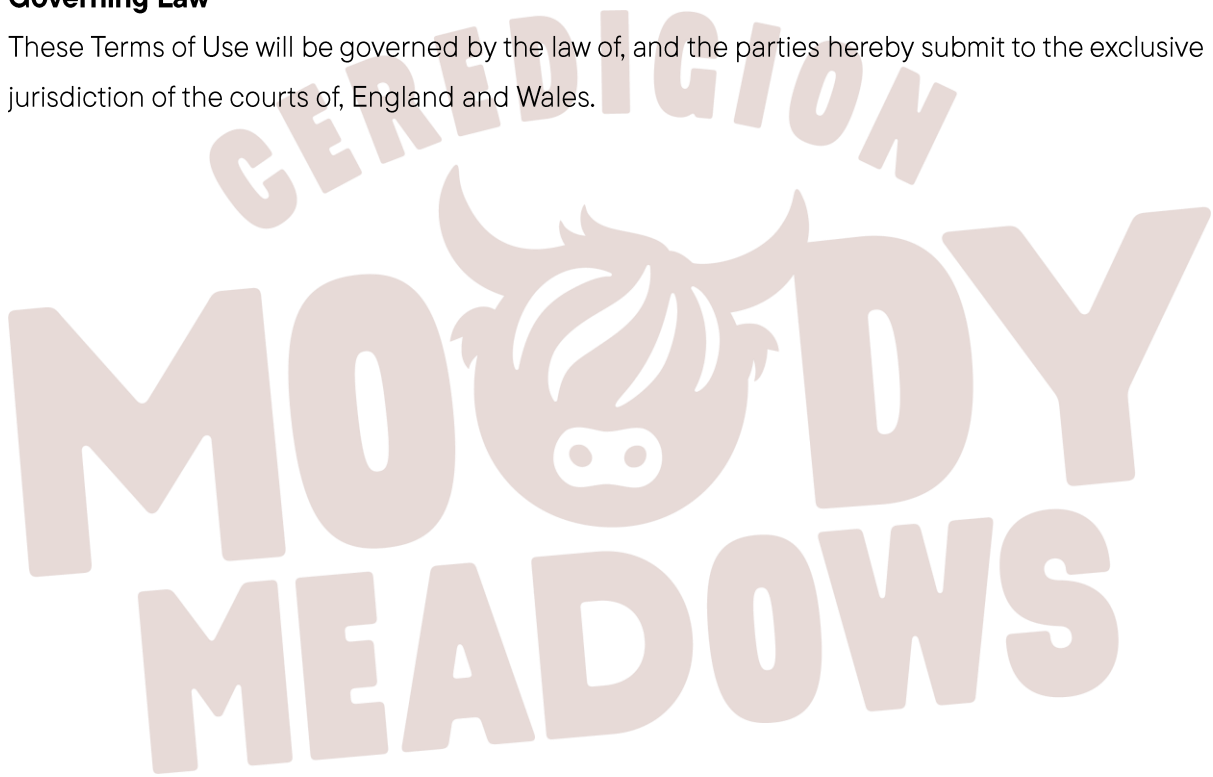 Governing Law
These Terms of Use will be governed by the law of, and the parties hereby submit to the exclusive
jurisdiction of the courts of, England and Wales.
CEREDIGION
MOODY
MEADOWS